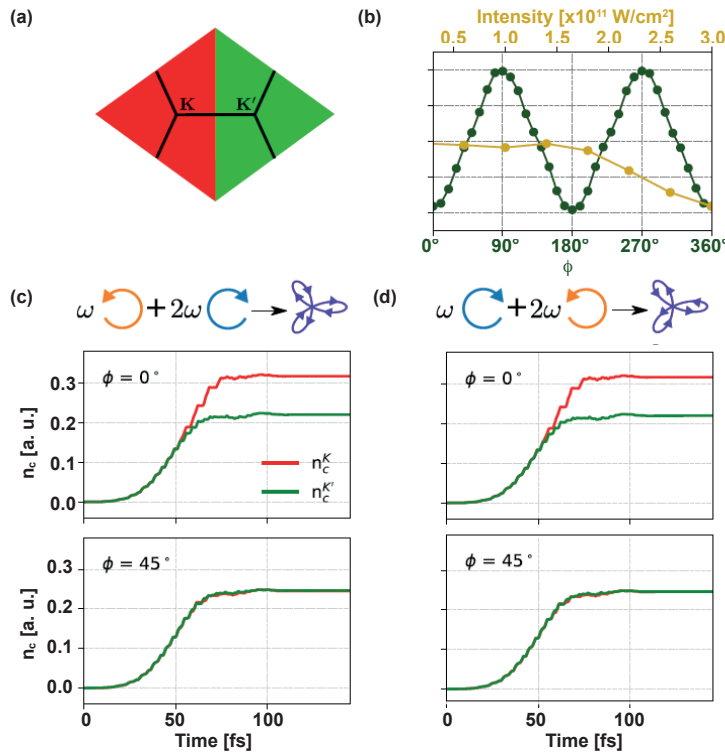 (a)
K K′
(b)
Intensity [x10¹¹ W/cm²]
0.5 1.0 1.5 2.0 2.5 3.0
0° 90° 180° 270° 360°
ϕ
(c)
ω + 2ω
ϕ = 0°
n_c [a. u.]
0.3
0.2
0.1
0.0
n_c^K
n_c^K′
ϕ = 45°
n_c [a. u.]
0.3
0.2
0.1
0.0
0 50 100
Time [fs]
(d)
ω + 2ω
ϕ = 0°
ϕ = 45°
0 50 100
Time [fs]